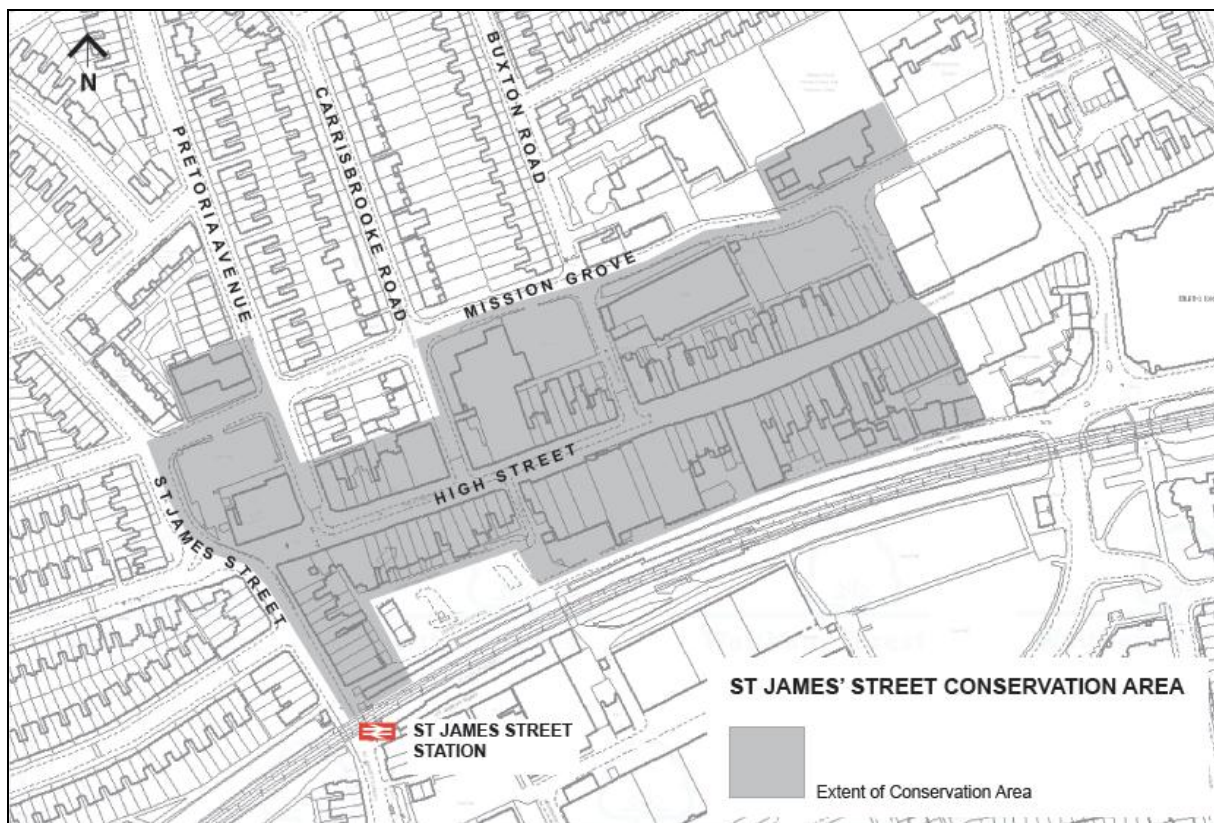 N
PRETORIA AVENUE
CARRISBROOKE ROAD
BUXTON ROAD
MISSION GROVE
HIGH STREET
ST JAMES STREET
ST JAMES STREET
STATION
ST JAMES' STREET CONSERVATION AREA
Extent of Conservation Area